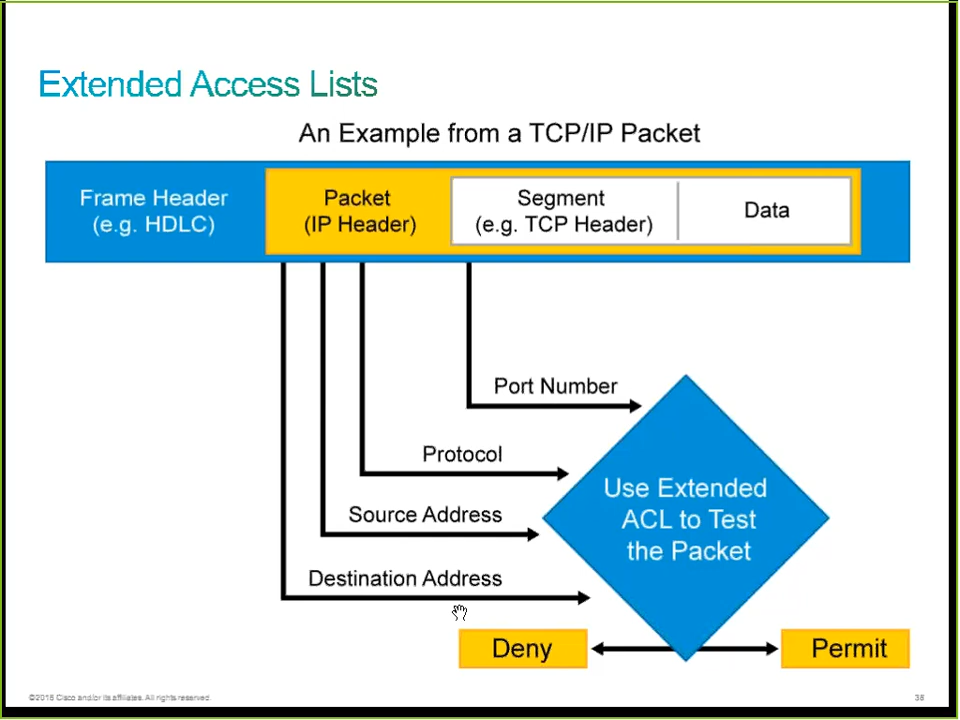 Extended Access Lists
An Example from a TCP/IP Packet
Frame Header
(e.g. HDLC)
Packet
(IP Header)
Segment
(e.g. TCP Header)
Data
Port Number
Protocol
Source Address
Destination Address
Use Extended
ACL to Test
the Packet
Deny
Permit
©2016 Cisco and/or its affiliates. All rights reserved.
38